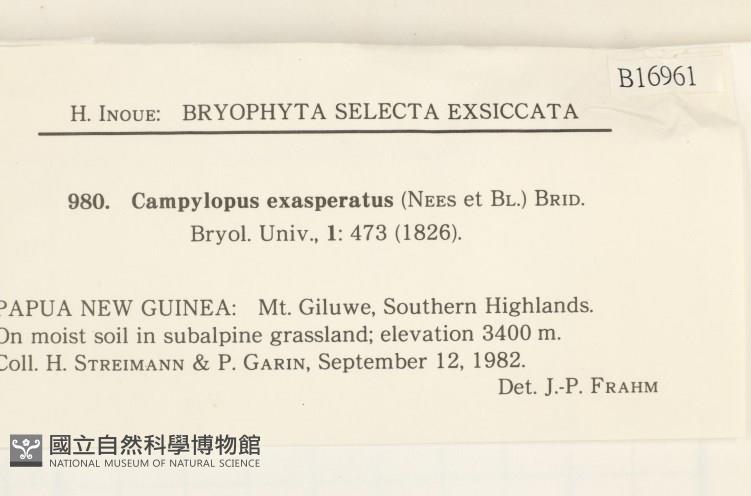 B16961
H. INOUE: BRYOPHYTA SELECTA EXSICCATA
980. Campylopus exasperatus (NEES et BL.) BRID.
Bryol. Univ., 1: 473 (1826).
PAPUA NEW GUINEA: Mt. Giluwe, Southern Highlands.
On moist soil in subalpine grassland; elevation 3400 m.
Coll. H. STREIMANN & P. GARIN, September 12, 1982.
Det. J.-P. FRAHM
國立自然科學博物館
NATIONAL MUSEUM OF NATURAL SCIENCE